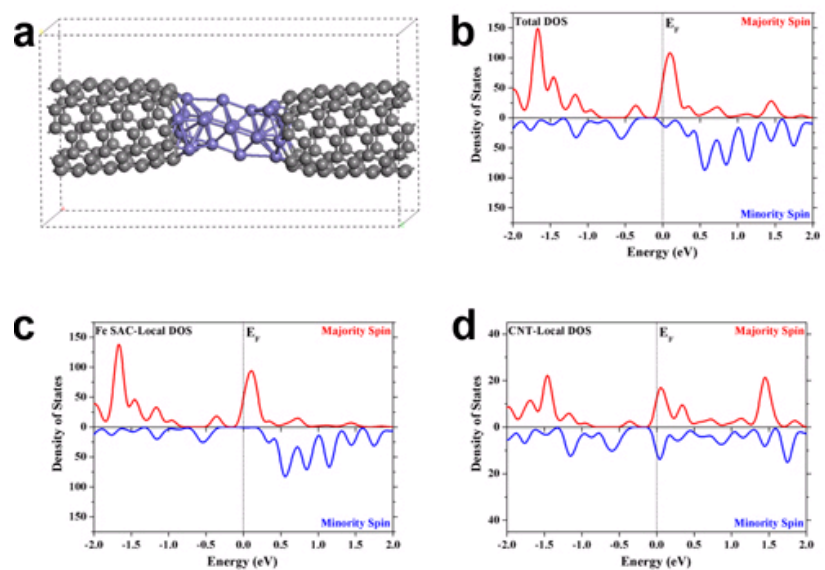 a
b
Total DOS
E_F
Majority Spin
Density of States
150
100
50
0
50
100
150
Minority Spin
-2.0 -1.5 -1.0 -0.5 0.0 0.5 1.0 1.5 2.0
Energy (eV)
c
Fe SAC-Local DOS
E_F
Majority Spin
Density of States
150
100
50
0
50
100
150
Minority Spin
-2.0 -1.5 -1.0 -0.5 0.0 0.5 1.0 1.5 2.0
Energy (eV)
d
CNT-Local DOS
E_F
Majority Spin
Density of States
40
20
0
20
40
Minority Spin
-2.0 -1.5 -1.0 -0.5 0.0 0.5 1.0 1.5 2.0
Energy (eV)